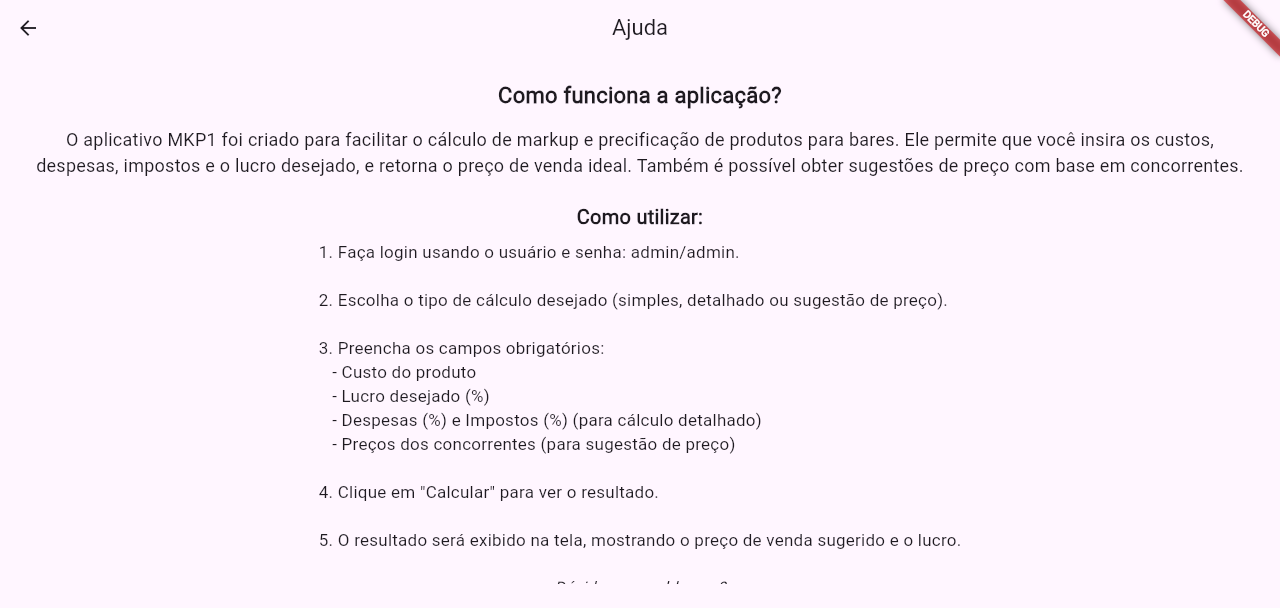 Ajuda
DEBUG
Como funciona a aplicação?
O aplicativo MKP1 foi criado para facilitar o cálculo de markup e precificação de produtos para bares. Ele permite que você insira os custos,
despesas, impostos e o lucro desejado, e retorna o preço de venda ideal. Também é possível obter sugestões de preço com base em concorrentes.
Como utilizar:
1. Faça login usando o usuário e senha: admin/admin.
2. Escolha o tipo de cálculo desejado (simples, detalhado ou sugestão de preço).
3. Preencha os campos obrigatórios:
- Custo do produto
- Lucro desejado (%)
- Despesas (%) e Impostos (%) (para cálculo detalhado)
- Preços dos concorrentes (para sugestão de preço)
4. Clique em "Calcular" para ver o resultado.
5. O resultado será exibido na tela, mostrando o preço de venda sugerido e o lucro.